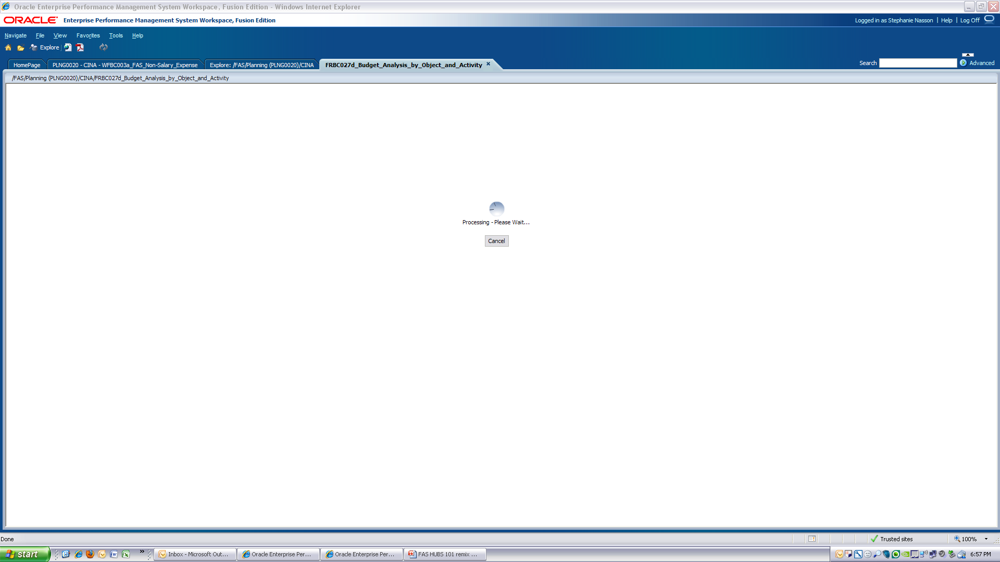 Oracle Enterprise Performance Management System Workspace, Fusion Edition - Windows Internet Explorer
ORACLE Enterprise Performance Management System Workspace, Fusion Edition Logged in as Stephanie Nasson | Help | Log Off
Navigate File View Favorites Tools Help
Explore
HomePage PLNG0020 - CINA - WFBC003a_FAS_Non-Salary_Expense Explore: /FAS/Planning (PLNG0020)/CINA FRBC027d_Budget_Analysis_by_Object_and_Activity Search Advanced
/FAS/Planning (PLNG0020)/CINA/FRBC027d_Budget_Analysis_by_Object_and_Activity
Processing - Please Wait...
Cancel
Done Trusted sites 100%
start Inbox - Microsoft Out... Oracle Enterprise Per... Oracle Enterprise Per... FAS HUBS 101 remix ... 6:57 PM